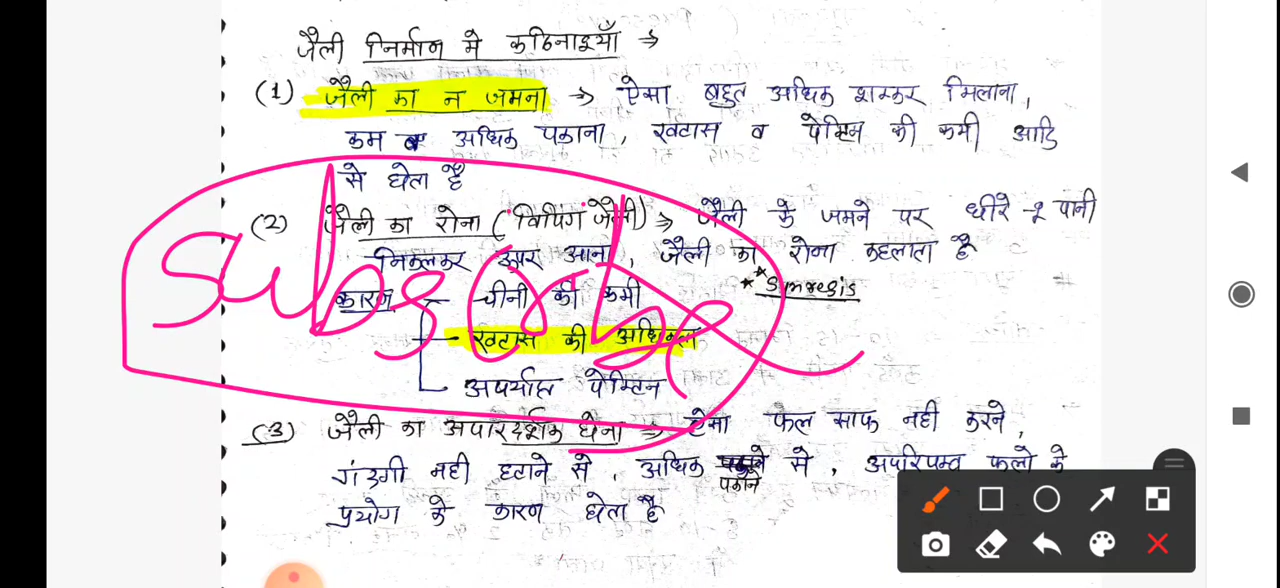 जैली निर्माण मे कठिनाइयाँ →
(1) जैली का न जमना → ऐसा बहुत अधिक शक्कर मिलाना,
कम व अधिक पकाना, खटास व पेक्टिन की कमी आदि
से होता है
(2) जैली का रोना (विपिंग जैली) → जैली के जमने पर धीरे २ पानी
निकलकर ऊपर आना, जैली का रोना कहलाता है
** Synresis
कारण चीनी की कमी
खटास की अधिकता
अपर्याप्त पेक्टिन
subscribe
(3) जैली का अपारदर्शक होना → ऐसा फल साफ नही करने,
गंदगी नही हटाने से, अधिक पकाने से, अपरिपक्व फलो के
प्रयोग के कारण होता है